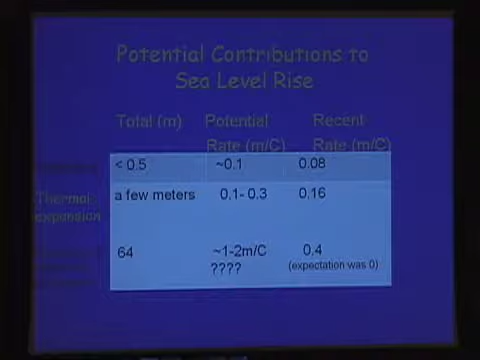 Potential Contributions to
Sea Level Rise
Total (m) Potential Recent
Rate (m/C) Rate (m/C)
< 0.5 ~0.1 0.08
Thermal a few meters 0.1- 0.3 0.16
expansion
64 ~1-2m/C 0.4
???? (expectation was 0)